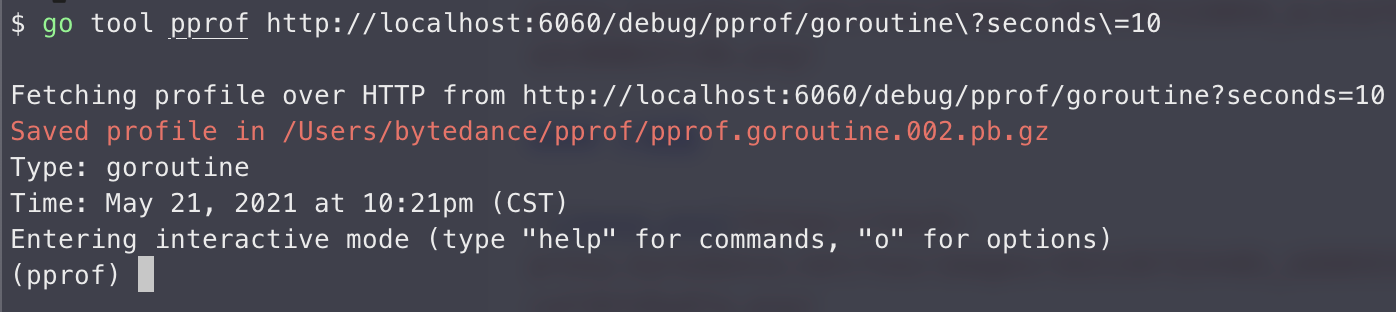 $ go tool pprof http://localhost:6060/debug/pprof/goroutine\?seconds\=10
Fetching profile over HTTP from http://localhost:6060/debug/pprof/goroutine?seconds=10
Saved profile in /Users/bytedance/pprof/pprof.goroutine.002.pb.gz
Type: goroutine
Time: May 21, 2021 at 10:21pm (CST)
Entering interactive mode (type "help" for commands, "o" for options)
(pprof)